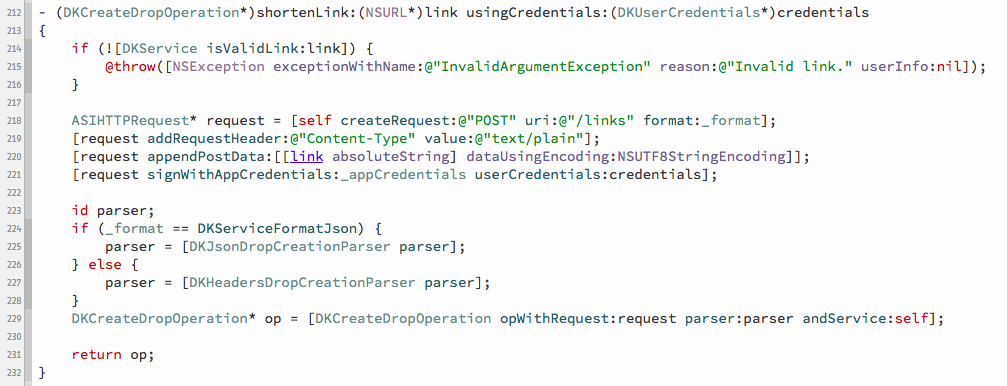 212 - (DKCreateDropOperation*)shortenLink:(NSURL*)link usingCredentials:(DKUserCredentials*)credentials
213 {
214     if (![DKService isValidLink:link]) {
215         @throw([NSException exceptionWithName:@"InvalidArgumentException" reason:@"Invalid link." userInfo:nil]);
216     }
217
218     ASIHTTPRequest* request = [self createRequest:@"POST" uri:@"/links" format:_format];
219     [request addRequestHeader:@"Content-Type" value:@"text/plain"];
220     [request appendPostData:[[link absoluteString] dataUsingEncoding:NSUTF8StringEncoding]];
221     [request signWithAppCredentials:_appCredentials userCredentials:credentials];
222
223     id parser;
224     if (_format == DKServiceFormatJson) {
225         parser = [DKJsonDropCreationParser parser];
226     } else {
227         parser = [DKHeadersDropCreationParser parser];
228     }
229     DKCreateDropOperation* op = [DKCreateDropOperation opWithRequest:request parser:parser andService:self];
230
231     return op;
232 }